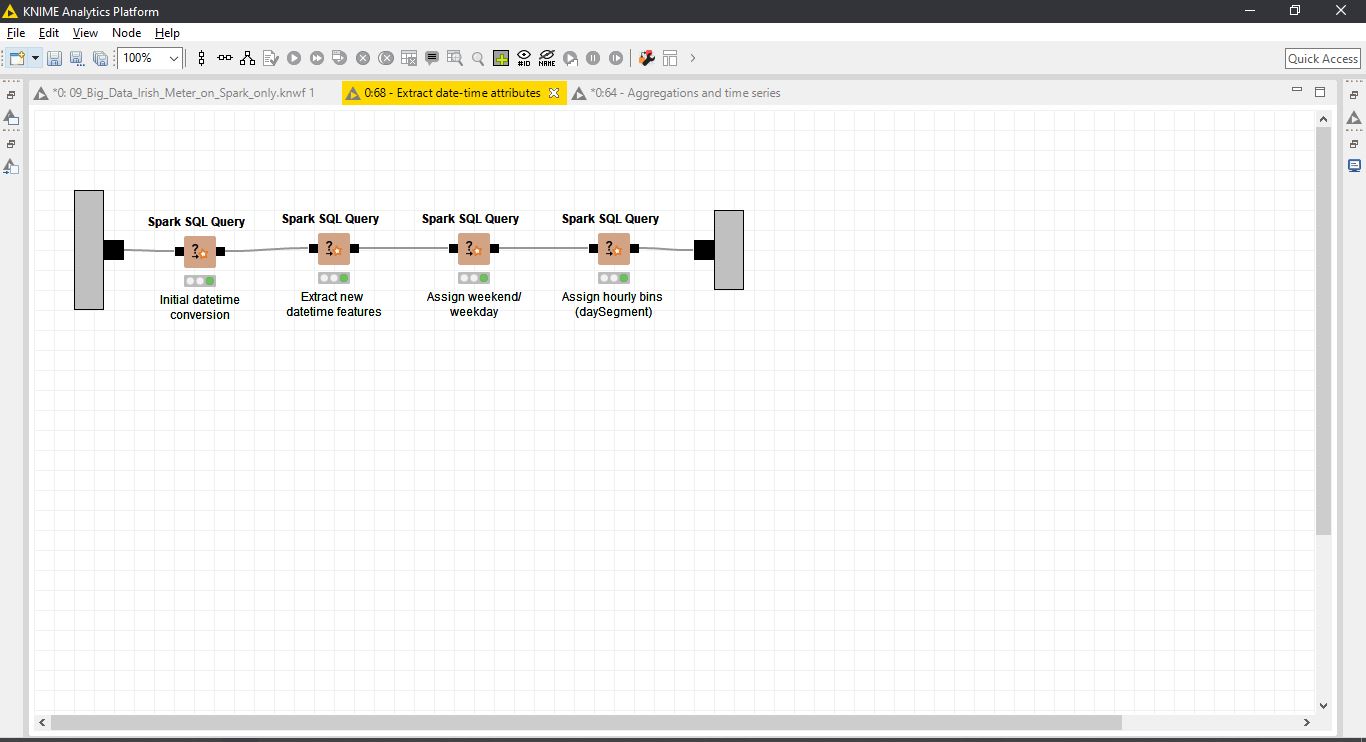 KNIME Analytics Platform
File Edit View Node Help
100%
#ID
NAME
Quick Access
*0: 09_Big_Data_Irish_Meter_on_Spark_only.knwf 1
0:68 - Extract date-time attributes
*0:64 - Aggregations and time series
Spark SQL Query
Spark SQL Query
Spark SQL Query
Spark SQL Query
Initial datetime
conversion
Extract new
datetime features
Assign weekend/
weekday
Assign hourly bins
(daySegment)